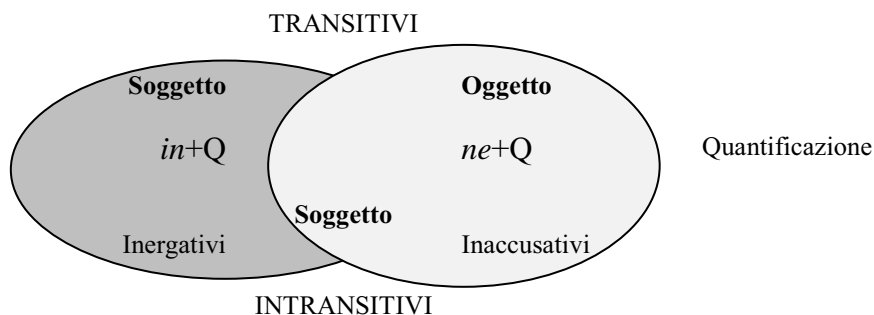 TRANSITIVI
Soggetto Oggetto
in+Q ne+Q Quantificazione
Soggetto
Inergativi Inaccusativi
INTRANSITIVI